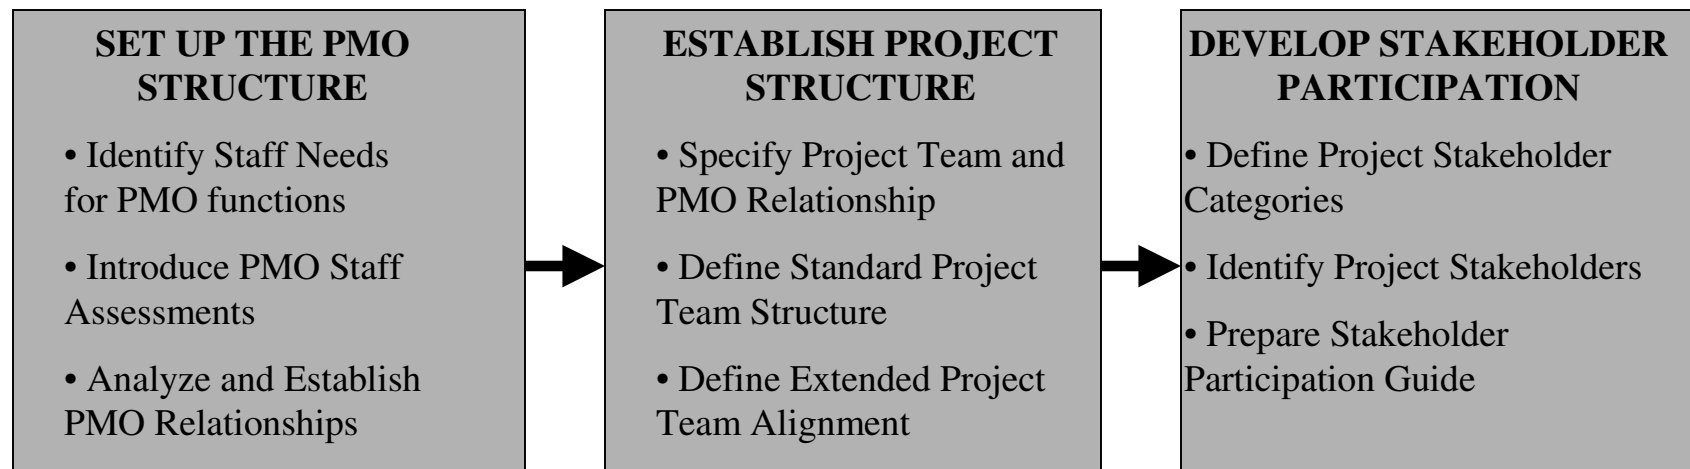 SET UP THE PMO
STRUCTURE
• Identify Staff Needs
for PMO functions
• Introduce PMO Staff
Assessments
• Analyze and Establish
PMO Relationships
ESTABLISH PROJECT
STRUCTURE
• Specify Project Team and
PMO Relationship
• Define Standard Project
Team Structure
• Define Extended Project
Team Alignment
DEVELOP STAKEHOLDER
PARTICIPATION
• Define Project Stakeholder
Categories
• Identify Project Stakeholders
• Prepare Stakeholder
Participation Guide